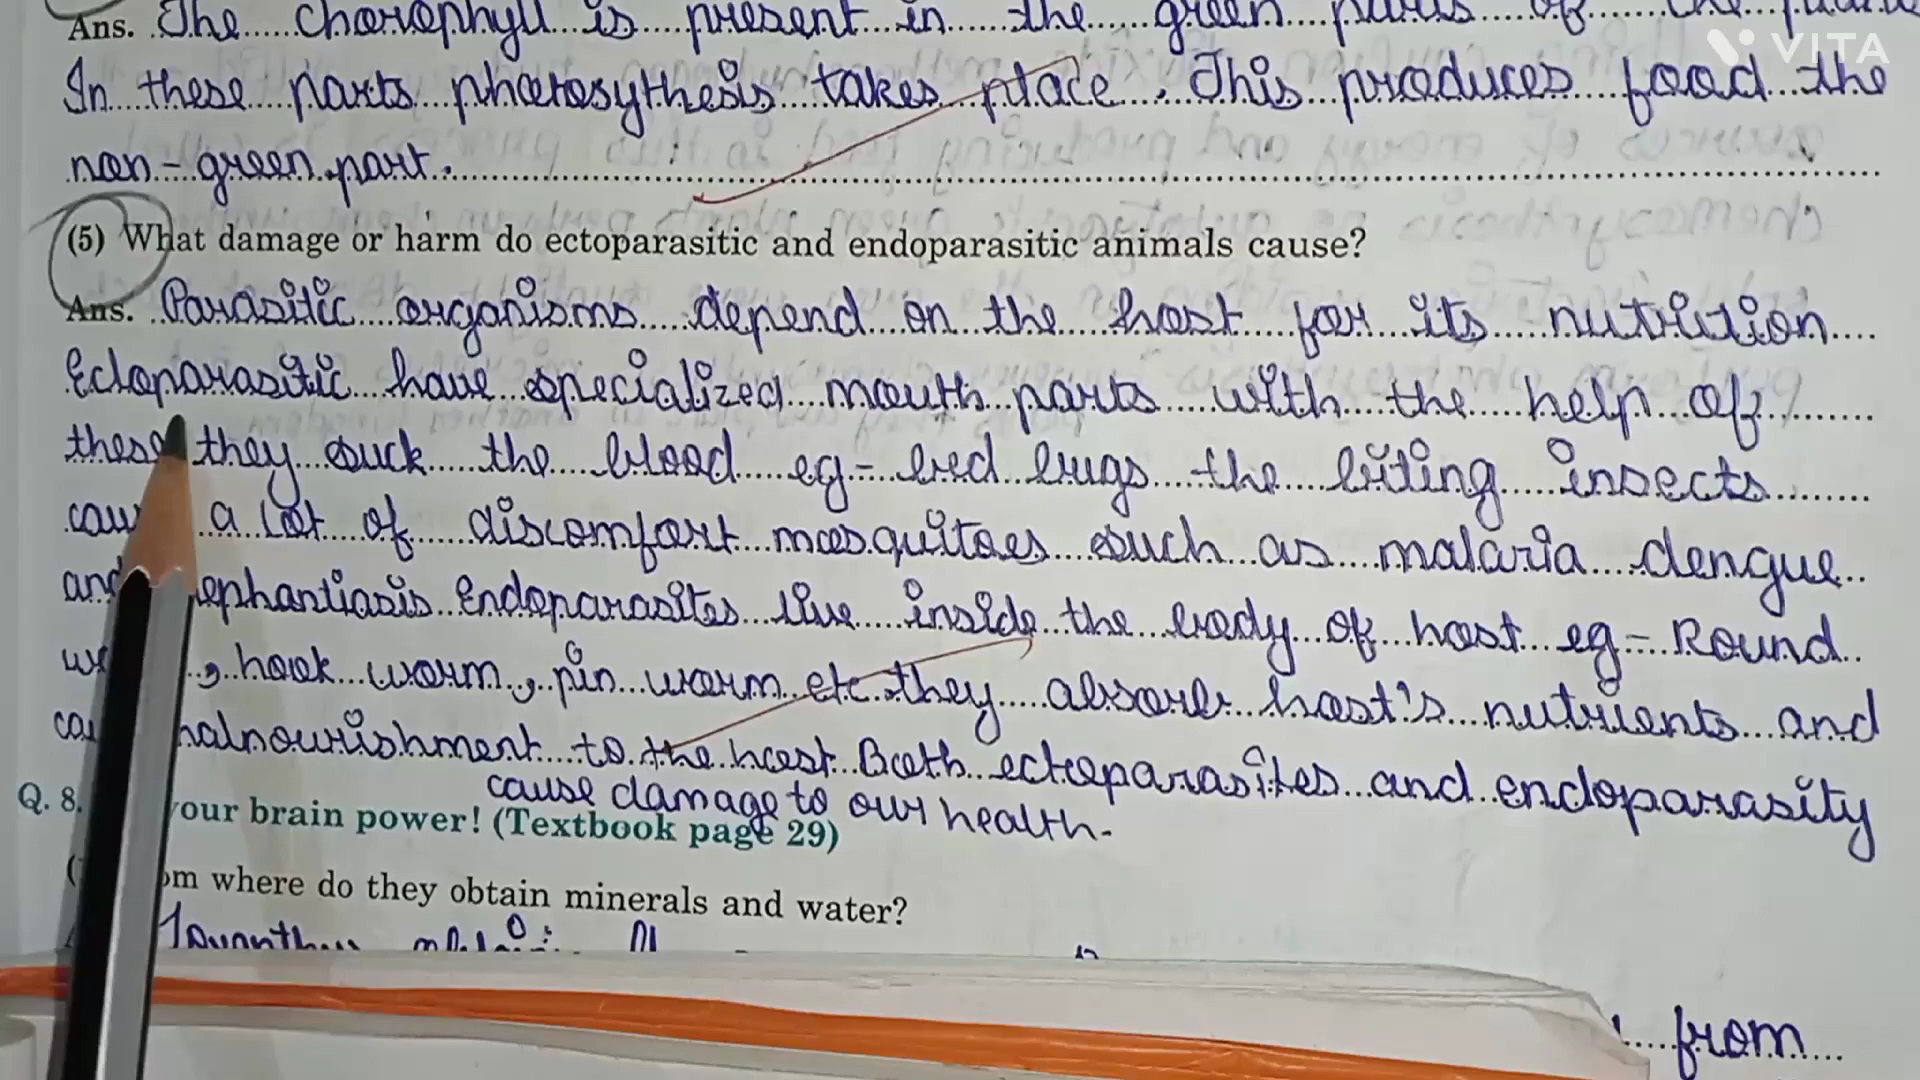 Ans. The chorophyll is present in the green parts of the
VITA
In these parts photosythesis takes place. This produces food the
non-green part.
(5) What damage or harm do ectoparasitic and endoparasitic animals cause?
Ans. Parasitic organisms depend on the host for its nutrition
Ectoparasitic have specialized mouth parts with the help of
these they suck the blood eg- bed bugs the biting insects
a lot of discomfort mosquitoes such as malaria dengue
Endoparasites live inside the body of host eg- Round
, hook worm, pin worm etc they absorb host's nutrients and
to the host Both ectoparasites and endoparasity
cause damage to our health.
Q. 8. your brain power! (Textbook page 29)
where do they obtain minerals and water?
from